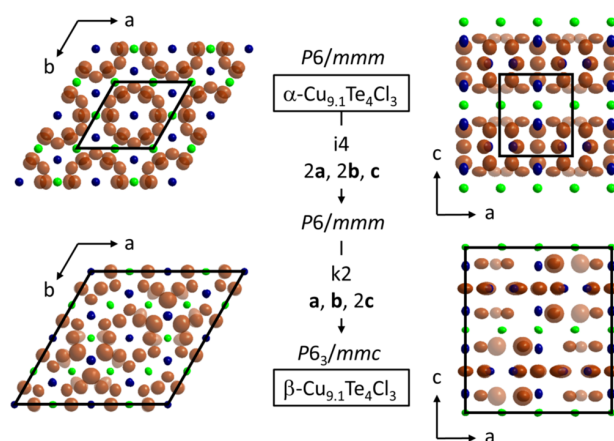 a
b
P6/mmm
α-Cu9.1Te4Cl3
i4
2a, 2b, c
P6/mmm
k2
a, b, 2c
P63/mmc
β-Cu9.1Te4Cl3
c
a
a
b
c
a